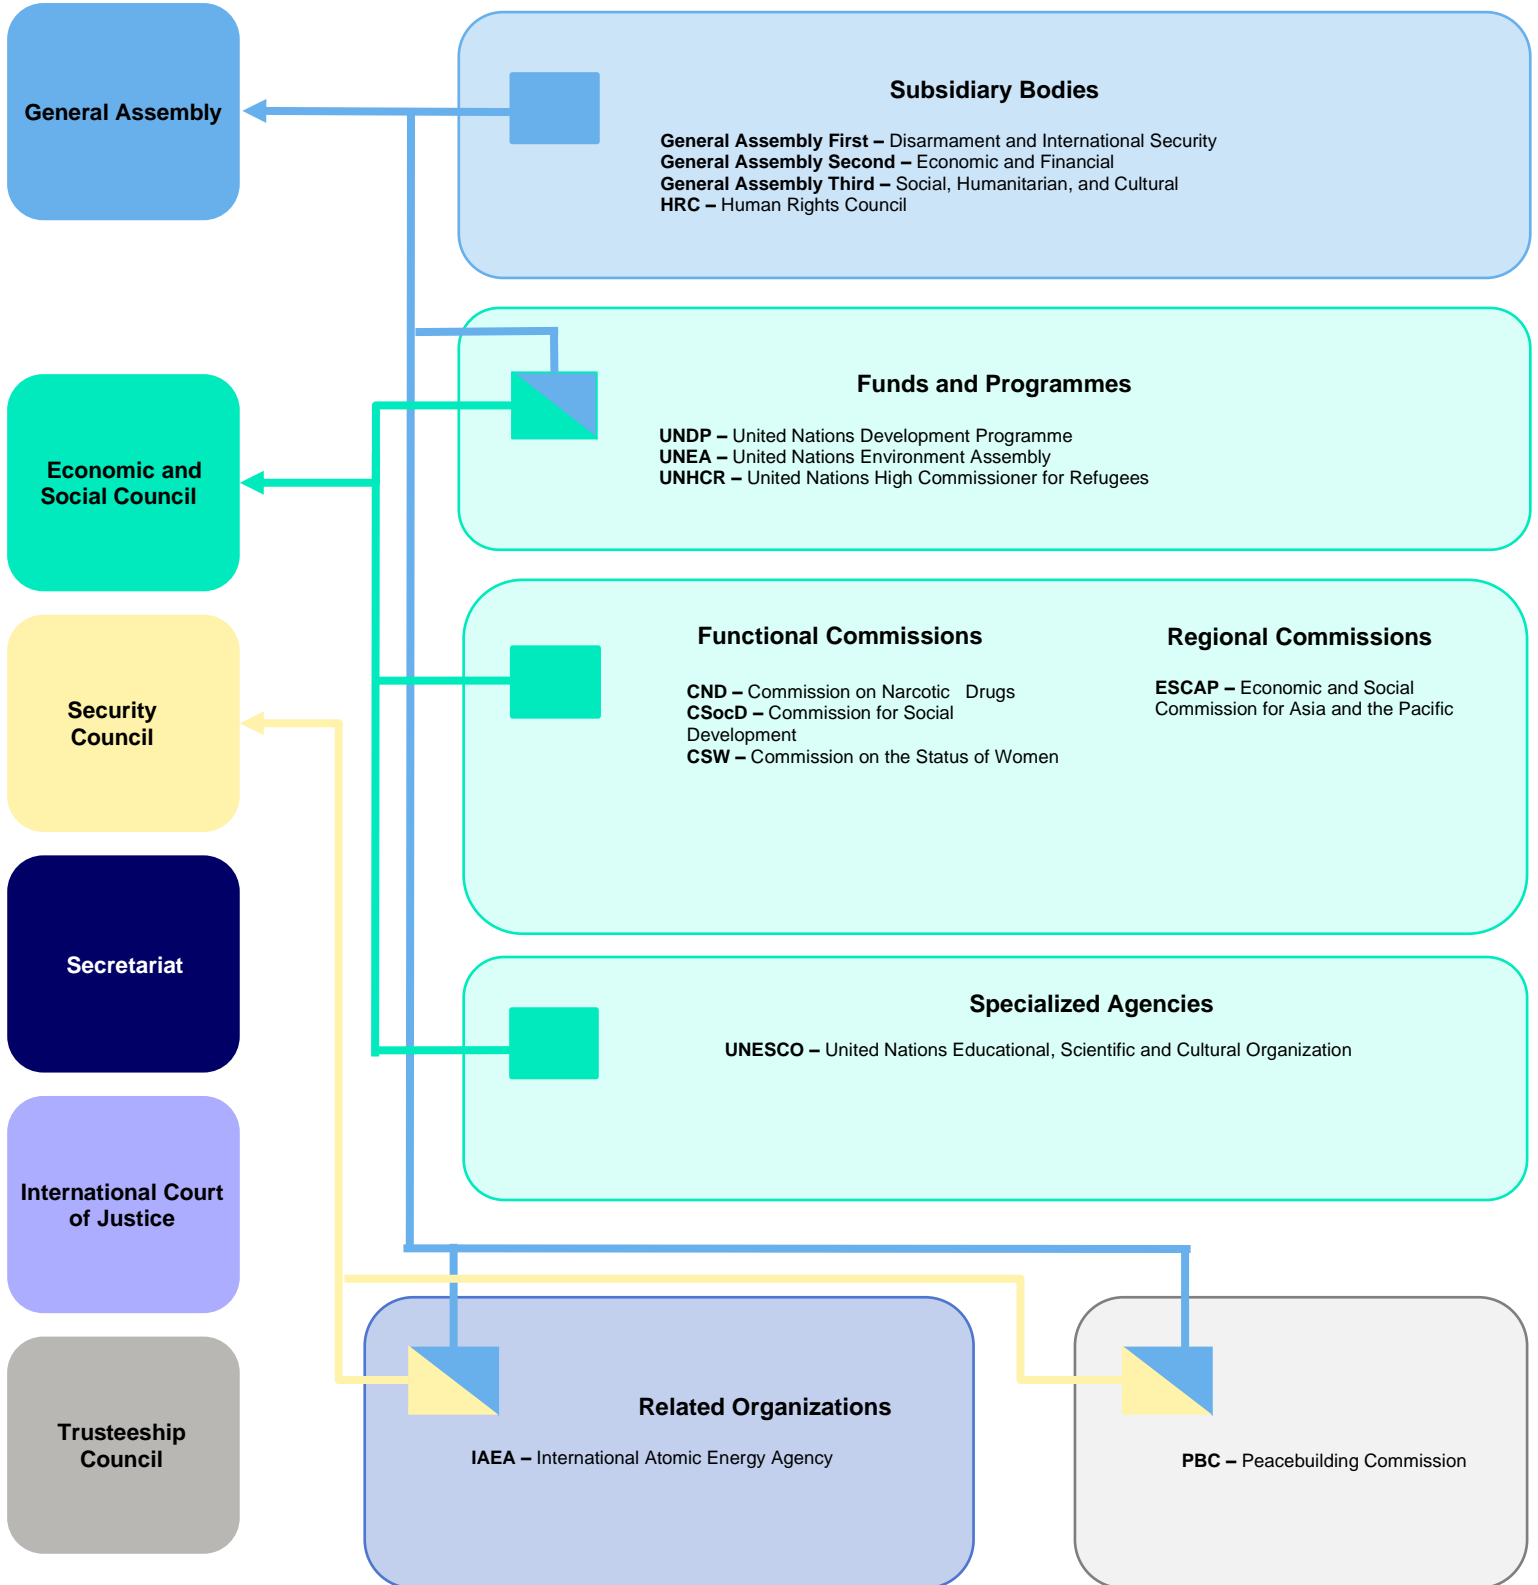 General Assembly
Subsidiary Bodies
General Assembly First – Disarmament and International Security
General Assembly Second – Economic and Financial
General Assembly Third – Social, Humanitarian, and Cultural
HRC – Human Rights Council
Funds and Programmes
UNDP – United Nations Development Programme
UNEA – United Nations Environment Assembly
UNHCR – United Nations High Commissioner for Refugees
Economic and
Social Council
Functional Commissions
CND – Commission on Narcotic Drugs
CSocD – Commission for Social
Development
CSW – Commission on the Status of Women
Regional Commissions
ESCAP – Economic and Social
Commission for Asia and the Pacific
Security
Council
Secretariat
Specialized Agencies
UNESCO – United Nations Educational, Scientific and Cultural Organization
International Court
of Justice
Trusteeship
Council
Related Organizations
IAEA – International Atomic Energy Agency
PBC – Peacebuilding Commission